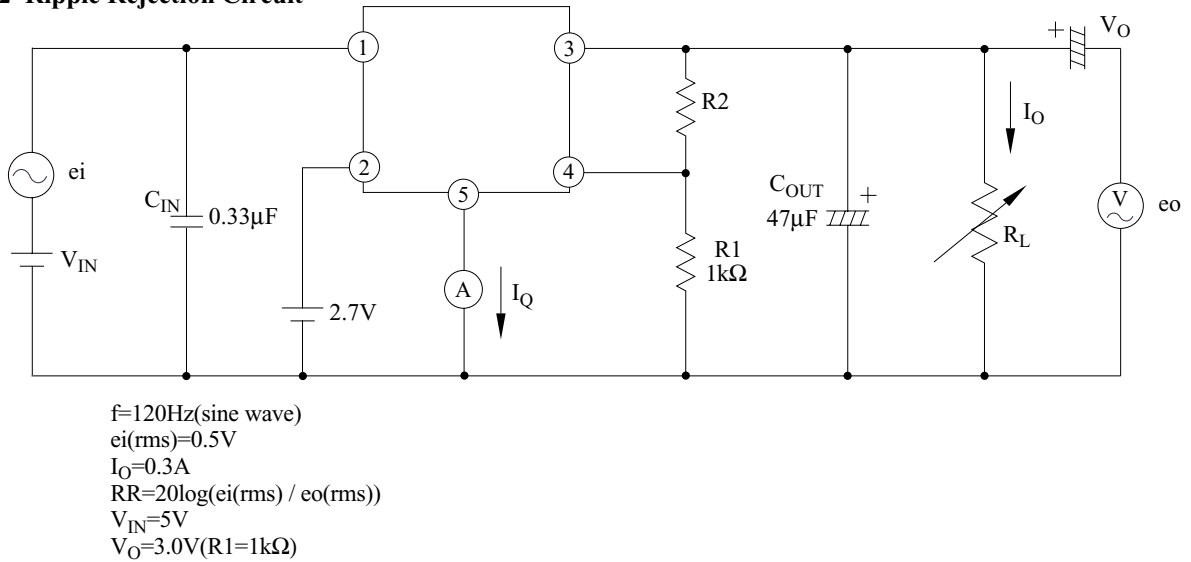 2 Ripple Rejection Circuit
1
3
+
V_O
R2
I_O
ei
2
4
5
C_IN
0.33μF
C_OUT
47μF
+
V
eo
V_IN
R1
1kΩ
R_L
A
I_Q
2.7V
f=120Hz(sine wave)
ei(rms)=0.5V
I_O=0.3A
RR=20log(ei(rms) / eo(rms))
V_IN=5V
V_O=3.0V(R1=1kΩ)